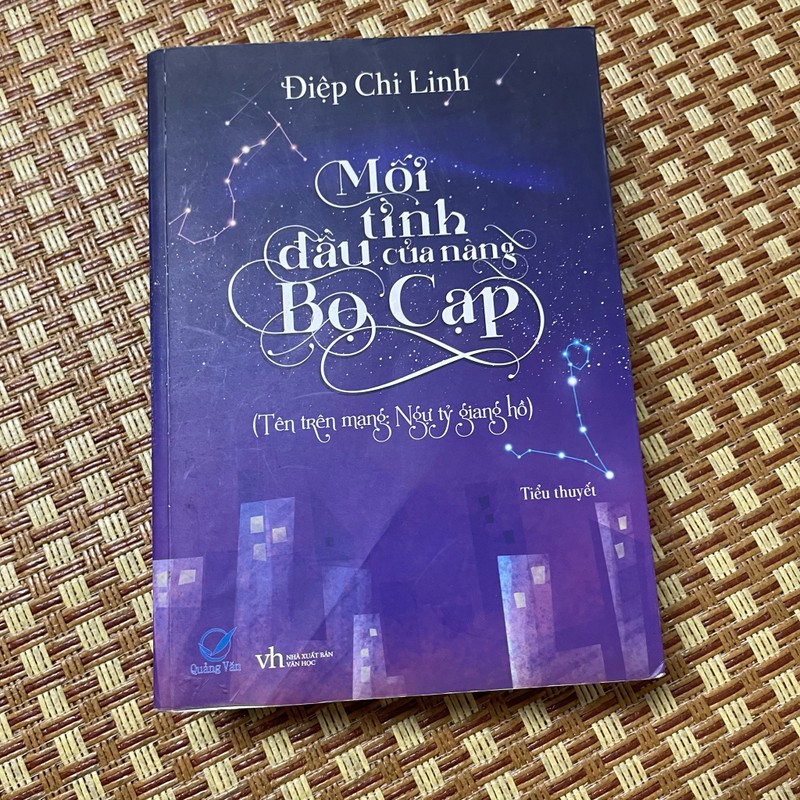 Điệp Chi Linh
Mối
tình
đầu của nàng
Bọ Cạp
(Tên trên mạng: Ngự tỷ giang hồ)
Tiểu thuyết
Quảng Văn
vh NHÀ XUẤT BẢN
VĂN HỌC